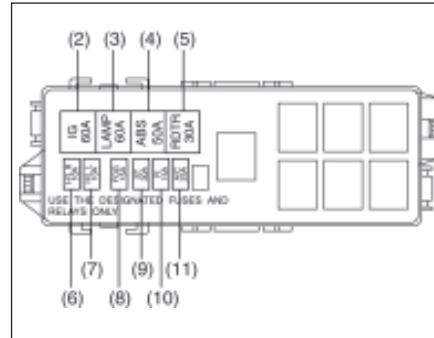 (2) (3) (4) (5)
IG 60A
LAMP 60A
ABS 50A
RDTR 30A
USE THE DESIGNATED FUSES AND
RELAYS ONLY
(7) (9) (11)
(6) (8) (10)